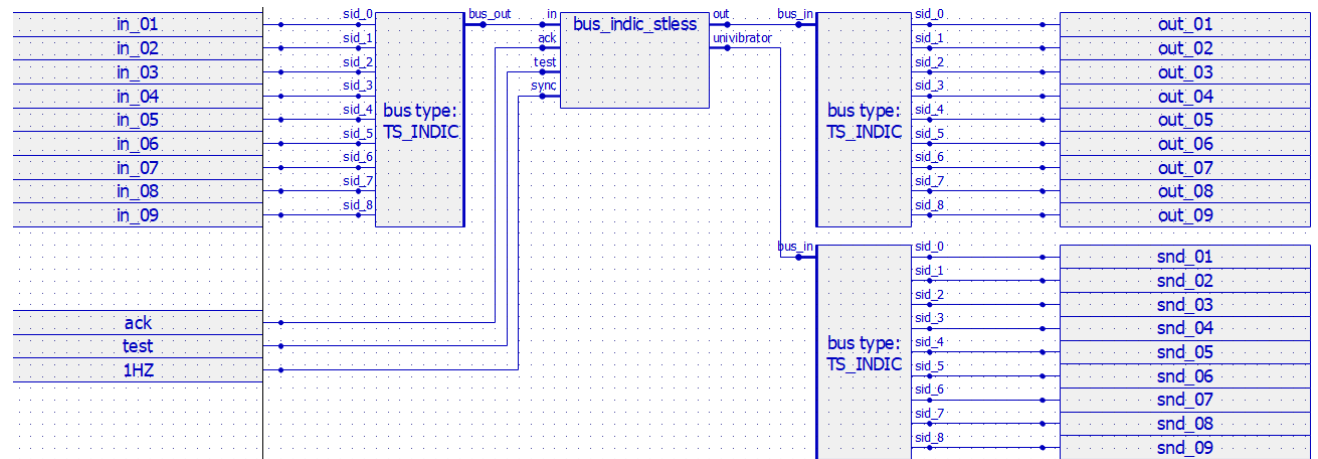 in_01
in_02
in_03
in_04
in_05
in_06
in_07
in_08
in_09
sid_0
sid_1
sid_2
sid_3
sid_4
sid_5
sid_6
sid_7
sid_8
bus type:
TS_INDIC
bus_out
in
ack
test
sync
bus_indic_stless
out
univibrator
bus_in
bus type:
TS_INDIC
sid_0
sid_1
sid_2
sid_3
sid_4
sid_5
sid_6
sid_7
sid_8
out_01
out_02
out_03
out_04
out_05
out_06
out_07
out_08
out_09
ack
test
1HZ
bus_in
bus type:
TS_INDIC
sid_0
sid_1
sid_2
sid_3
sid_4
sid_5
sid_6
sid_7
sid_8
snd_01
snd_02
snd_03
snd_04
snd_05
snd_06
snd_07
snd_08
snd_09